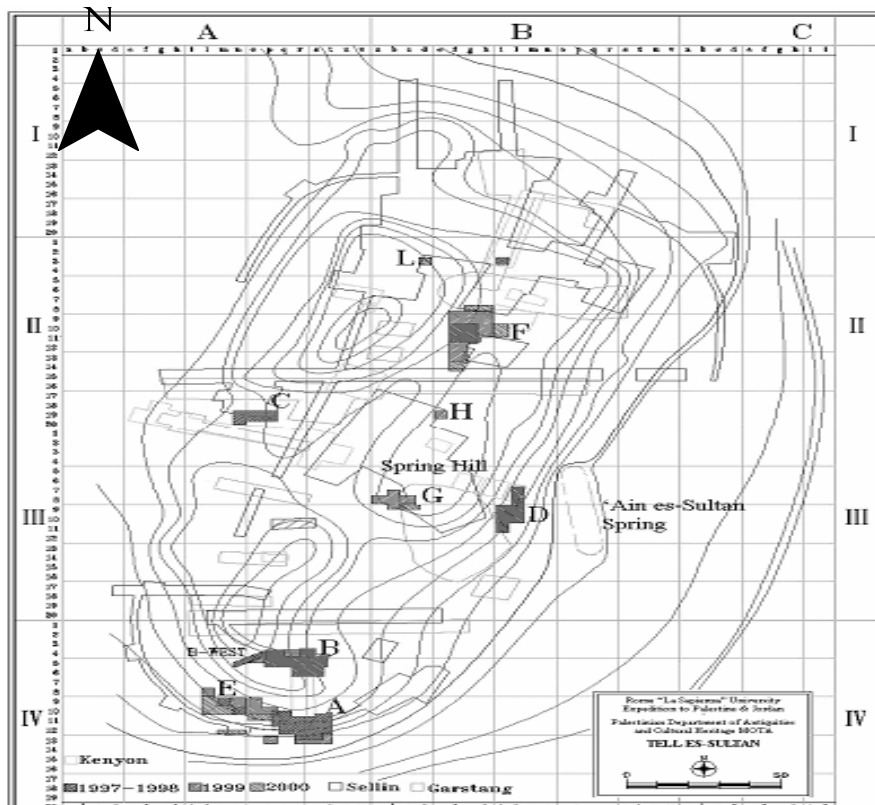 N
A B C
I I
L
II F II
C
H
Spring Hill
G
'Ain es-Sultan
III D III
Spring
B-WEST B
E
A
IV IV
Rome "La Sapienza" University
Expedition to Palestine & Jordan
Palestinian Department of Antiquities
and Cultural Heritage MOTA
TELL ES-SULTAN
N
0 50
Kenyon
1997-1998 1999 2000 Sellin Garstang